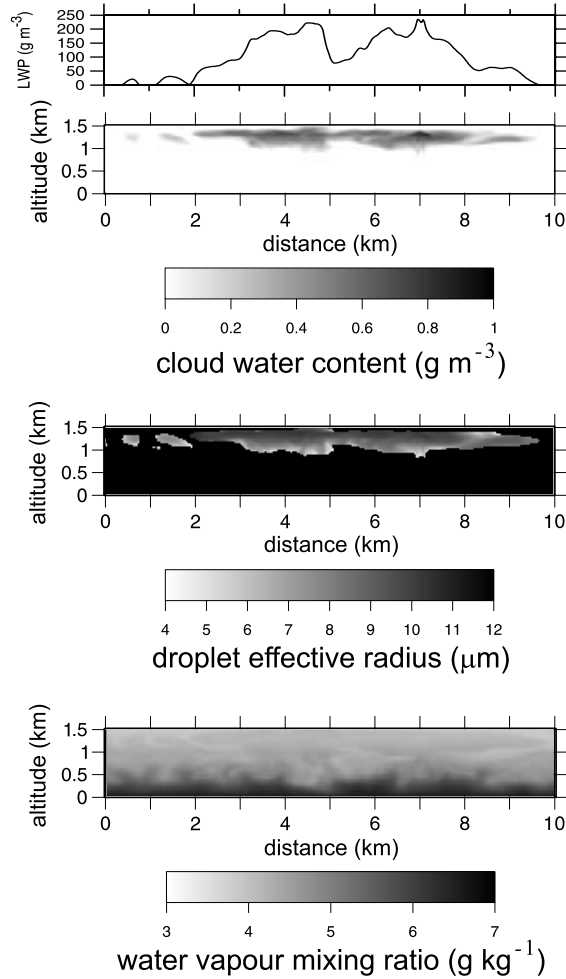 250
200
150
100
50
0
LWP (g m-3)
1.5
1
0.5
0
altitude (km)
0 2 4 6 8 10
distance (km)
0 0.2 0.4 0.6 0.8 1
cloud water content (g m-3)
1.5
1
0.5
0
altitude (km)
0 2 4 6 8 10
distance (km)
4 5 6 7 8 9 10 11 12
droplet effective radius (μm)
1.5
1
0.5
0
altitude (km)
0 2 4 6 8 10
distance (km)
3 4 5 6 7
water vapour mixing ratio (g kg-1)